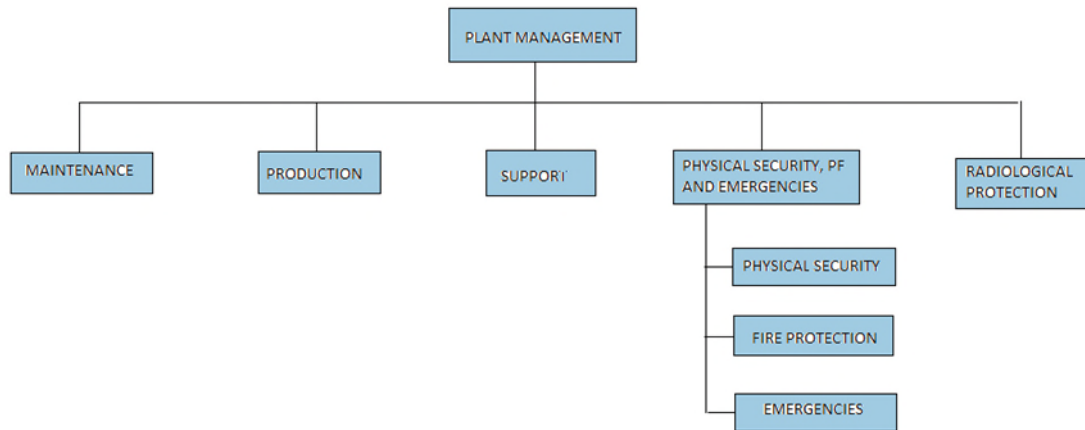 PLANT MANAGEMENT
MAINTENANCE
PRODUCTION
SUPPORT
PHYSICAL SECURITY, PF
AND EMERGENCIES
RADIOLOGICAL
PROTECTION
PHYSICAL SECURITY
FIRE PROTECTION
EMERGENCIES